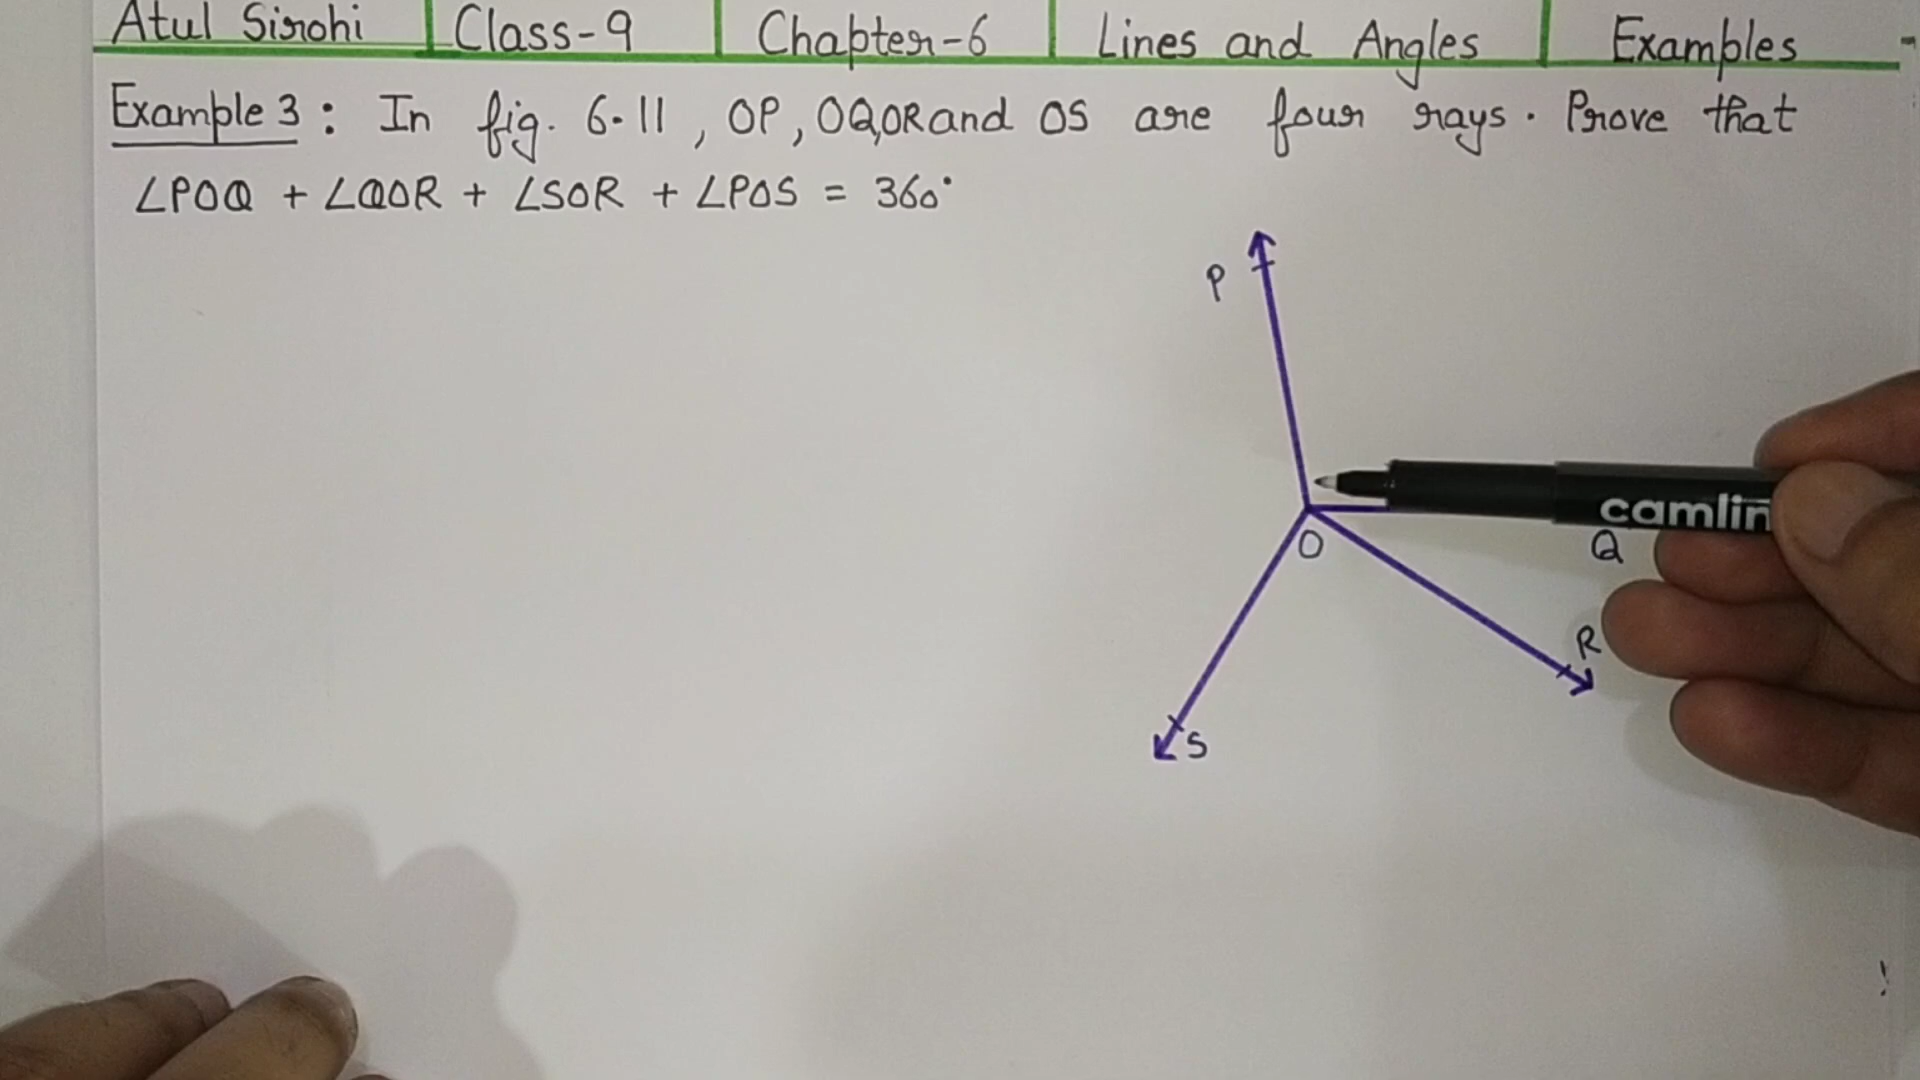 Atul Sirohi Class-9 Chapter-6 Lines and Angles Examples
Example 3 : In fig. 6.11, OP, OQ, OR and OS are four rays. Prove that
∠POQ + ∠QOR + ∠SOR + ∠POS = 360°
P
camlin
O
Q
R
S